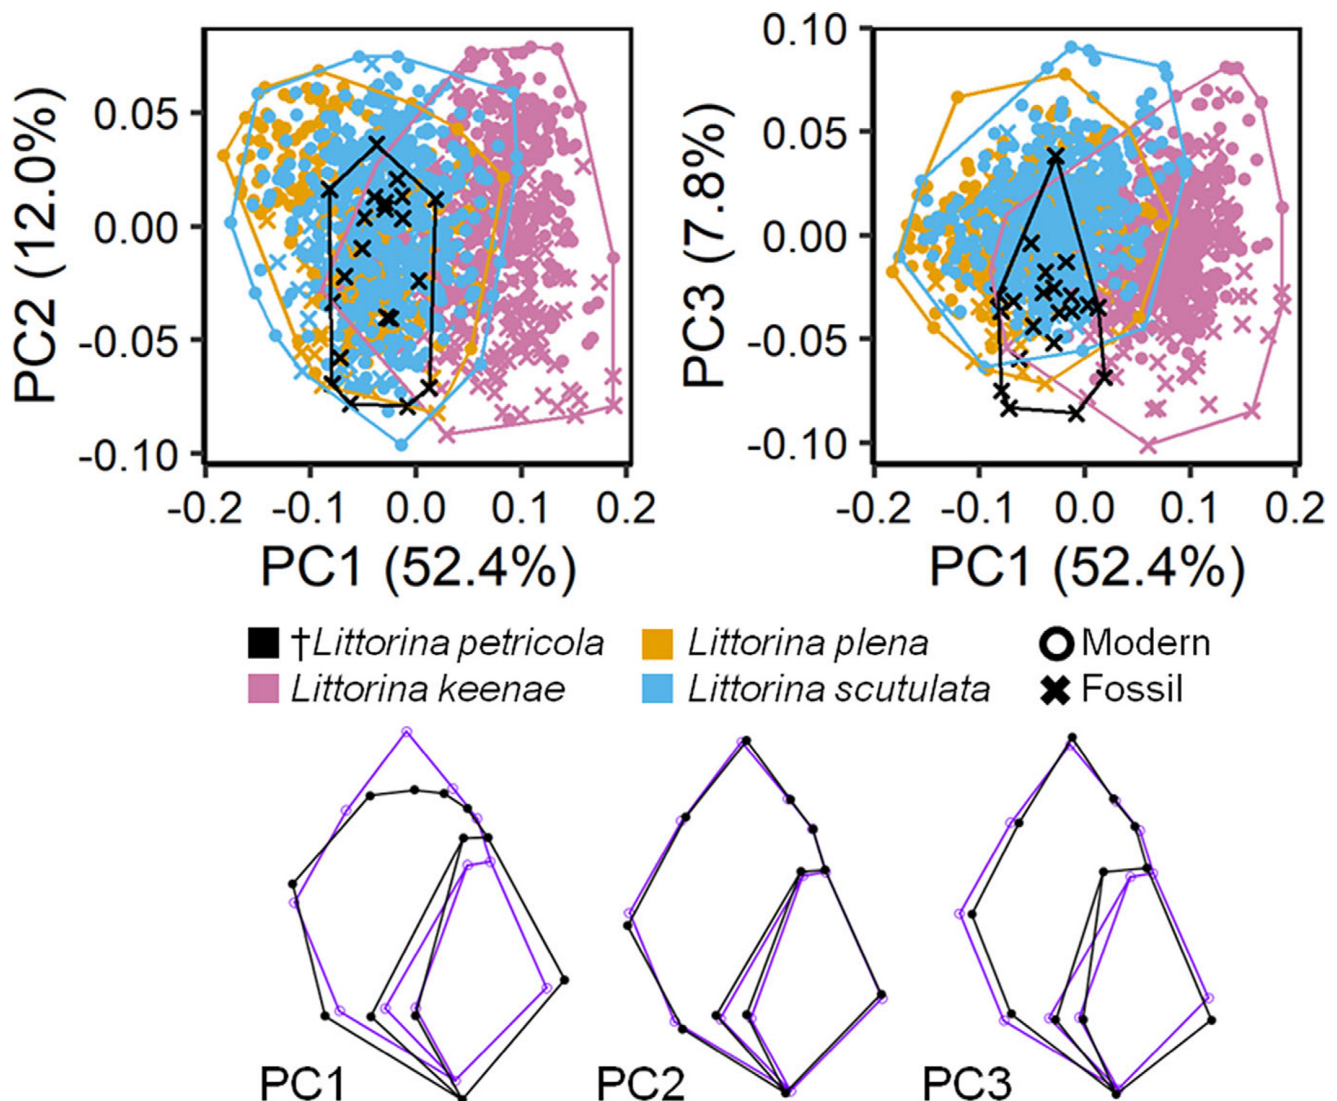 PC2 (12.0%)
0.05
0.00
-0.05
-0.10
-0.2 -0.1 0.0 0.1 0.2
PC1 (52.4%)
PC3 (7.8%)
0.10
0.05
0.00
-0.05
-0.10
-0.2 -0.1 0.0 0.1 0.2
PC1 (52.4%)
†Littorina petricola Littorina plena Modern
Littorina keenae Littorina scutulata Fossil
PC1 PC2 PC3